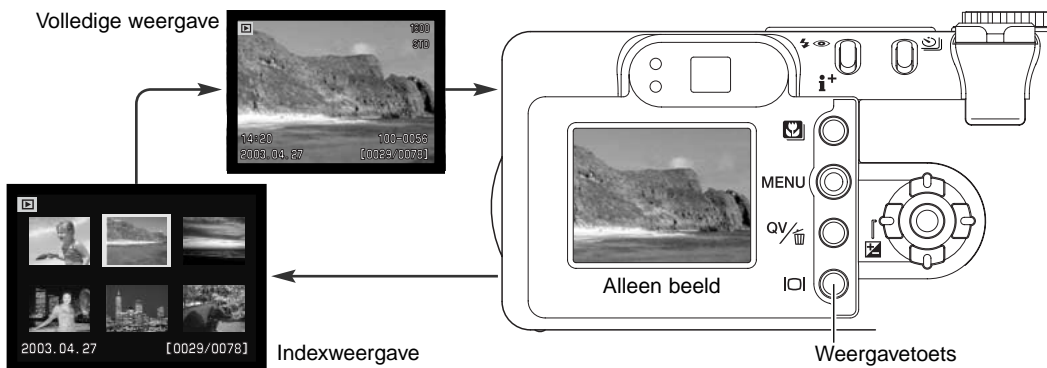 Volledige weergave
1600
STD
14:20
100-0056
2003.04.27
[0029/0078]
i+
MENU
QV/
Alleen beeld
2003.04.27
[0029/0078]
Indexweergave
Weergavetoets